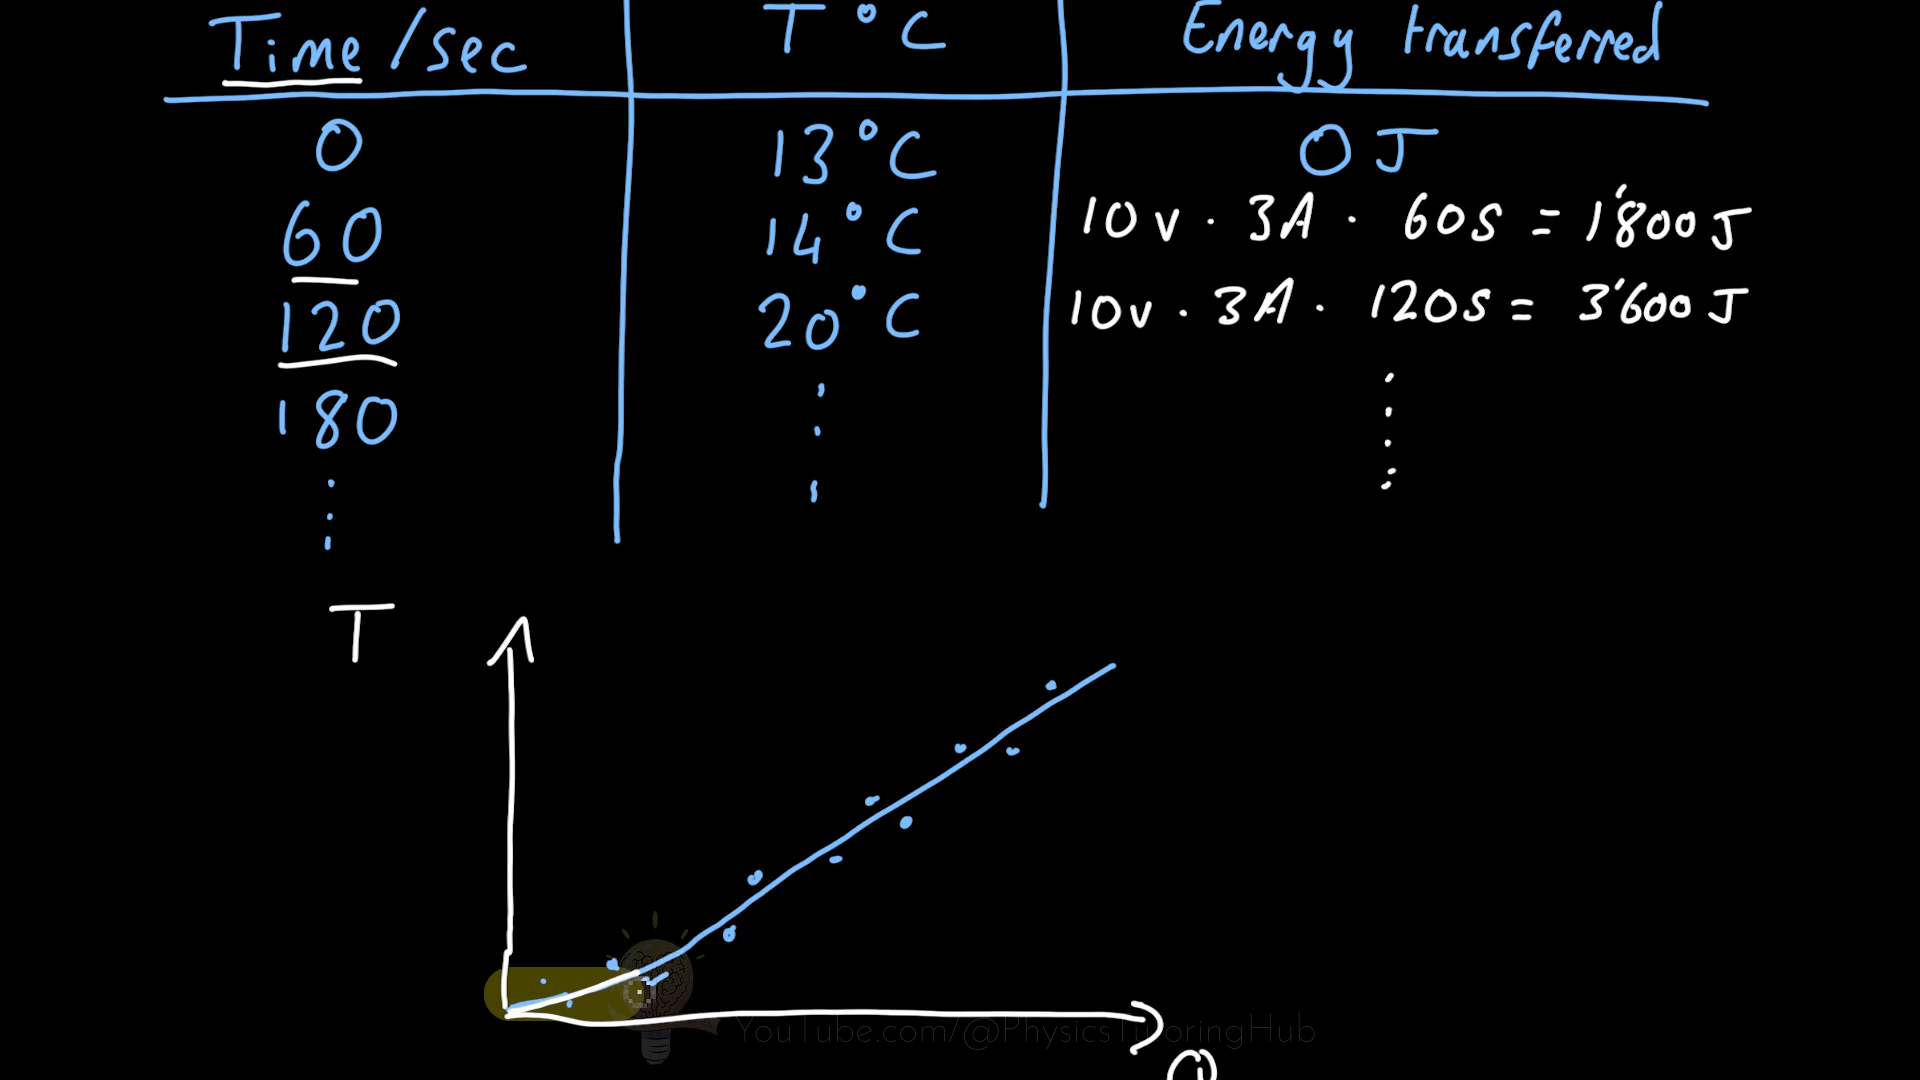 Time /sec T °C Energy transferred
0 13°C 0 J
60 14°C 10v · 3A · 60s = 1'800 J
120 20°C 10v · 3A · 120s = 3'600 J
180
T
YouTube.com/@PhysicsTutoringHub